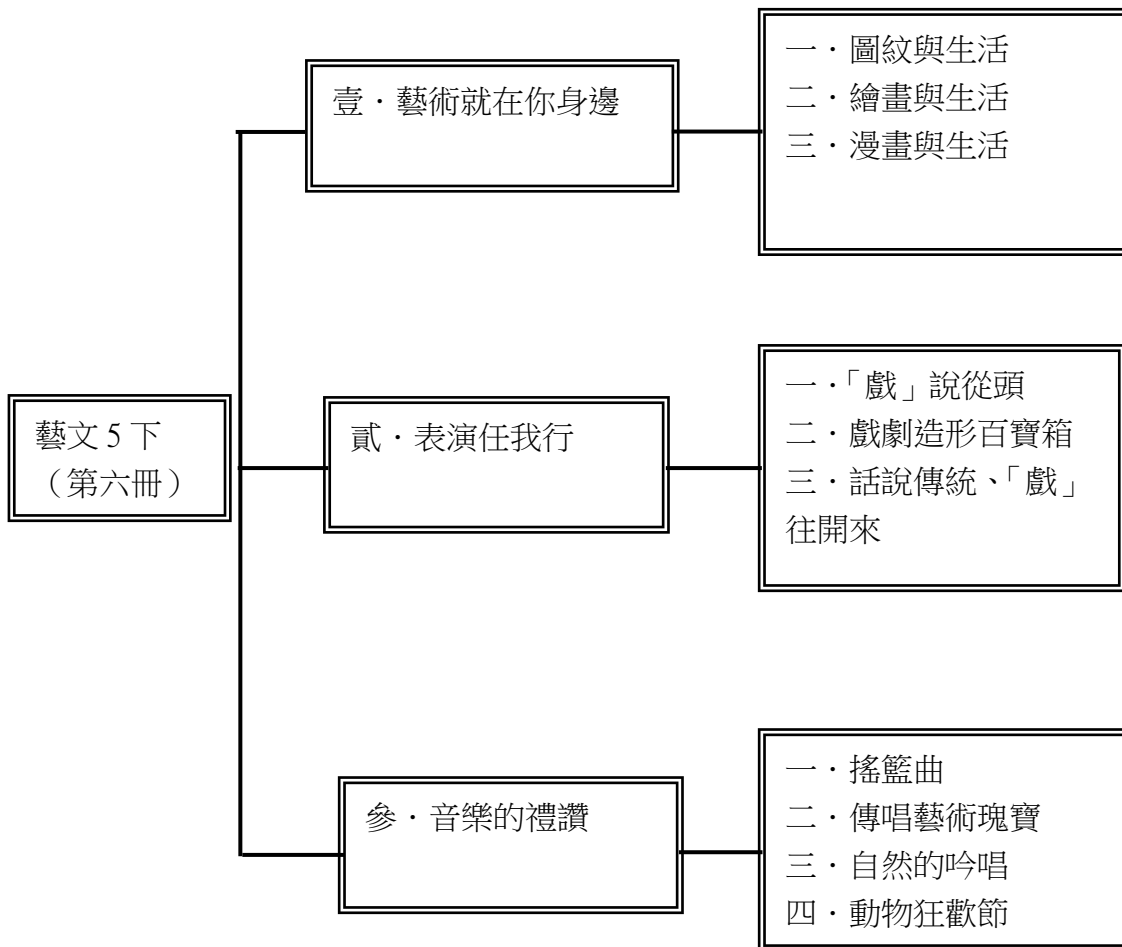 藝文 5 下
（第六冊）
壹．藝術就在你身邊
一．圖紋與生活
二．繪畫與生活
三．漫畫與生活
貳．表演任我行
一．「戲」說從頭
二．戲劇造形百寶箱
三．話說傳統、「戲」
往開來
參．音樂的禮讚
一．搖籃曲
二．傳唱藝術瑰寶
三．自然的吟唱
四．動物狂歡節